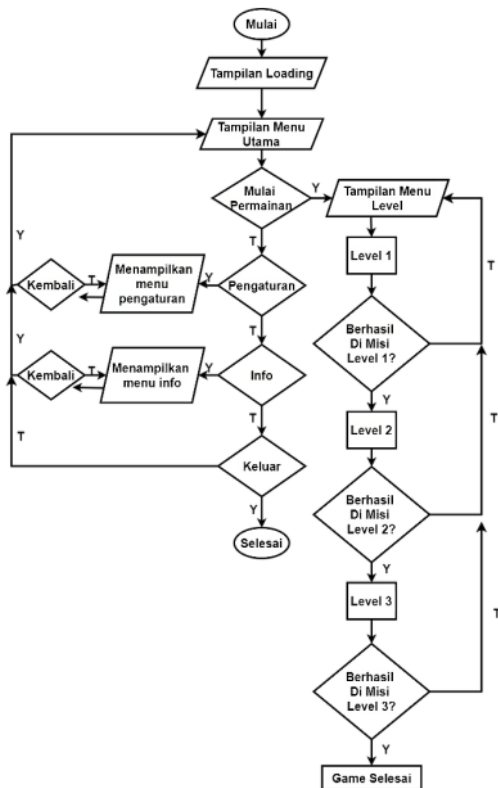 Mulai
Tampilan Loading
Tampilan Menu
Utama
Mulai
Permainan
Y
Tampilan Menu
Level
T
Y
Kembali
T
Menampilkan
menu
pengaturan
Y
Pengaturan
T
Level 1
T
Berhasil
Di Misi
Level 1?
Y
Kembali
T
Menampilkan
menu info
Y
Info
T
Y
Level 2
T
T
Keluar
Y
Selesai
Berhasil
Di Misi
Level 2?
Y
Level 3
T
Berhasil
Di Misi
Level 3?
Y
Game Selesai